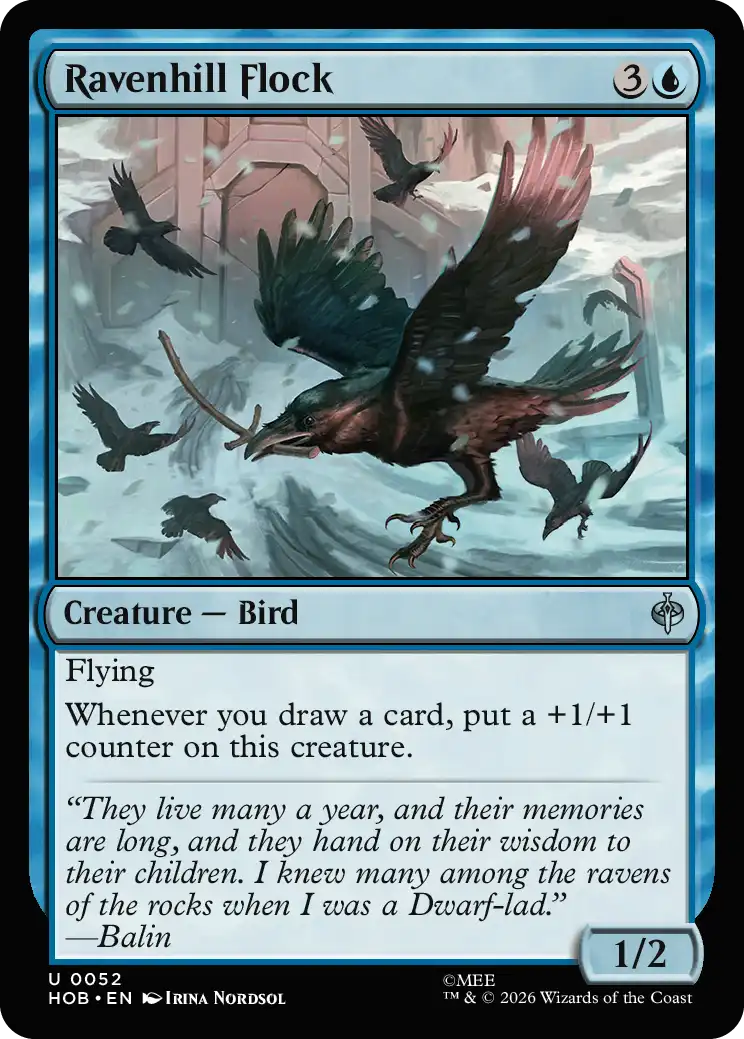 Ravenhill Flock 3
Creature — Bird
Flying
Whenever you draw a card, put a +1/+1
counter on this creature.
“They live many a year, and their memories
are long, and they hand on their wisdom to
their children. I knew many among the ravens
of the rocks when I was a Dwarf-lad.”
—Balin
1/2
U 0052
HOB • EN Irina Nordsol
©MEE
™ & © 2026 Wizards of the Coast